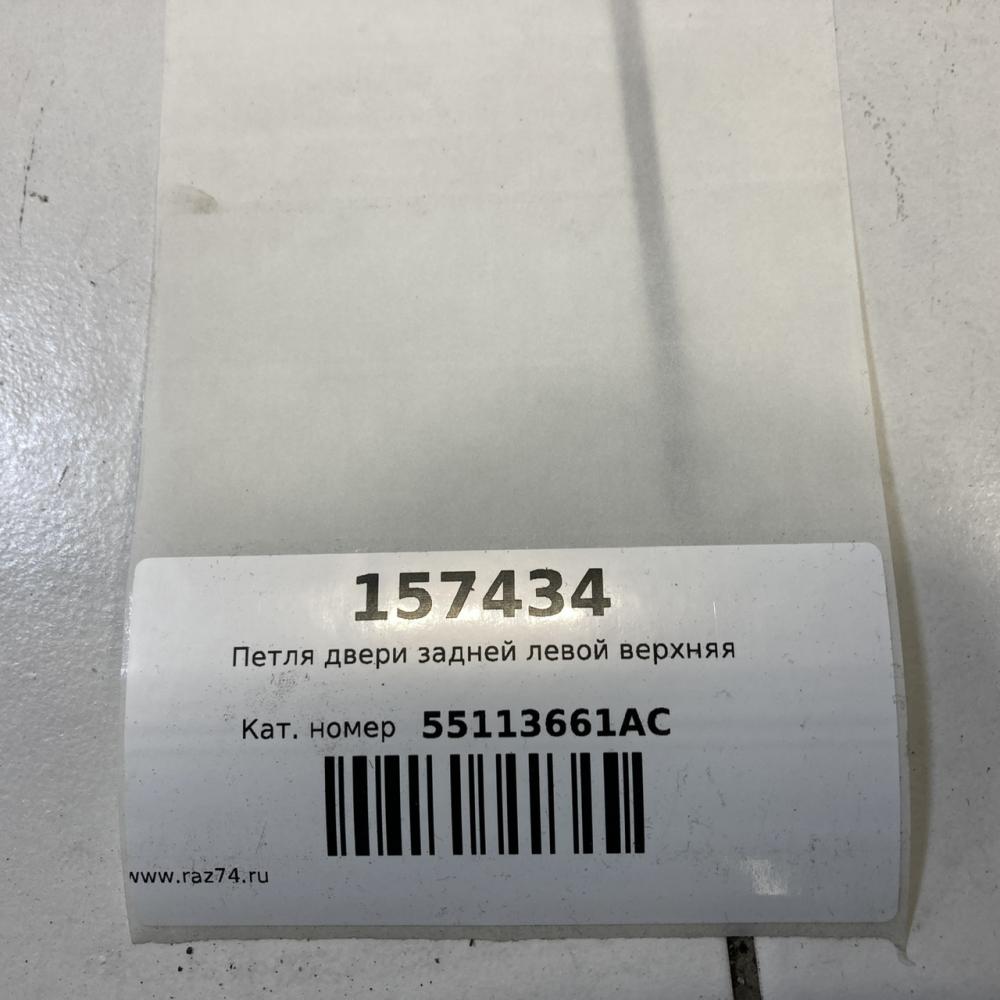 157434
Петля двери задней левой верхняя
Кат. номер 55113661AC
www.raz74.ru